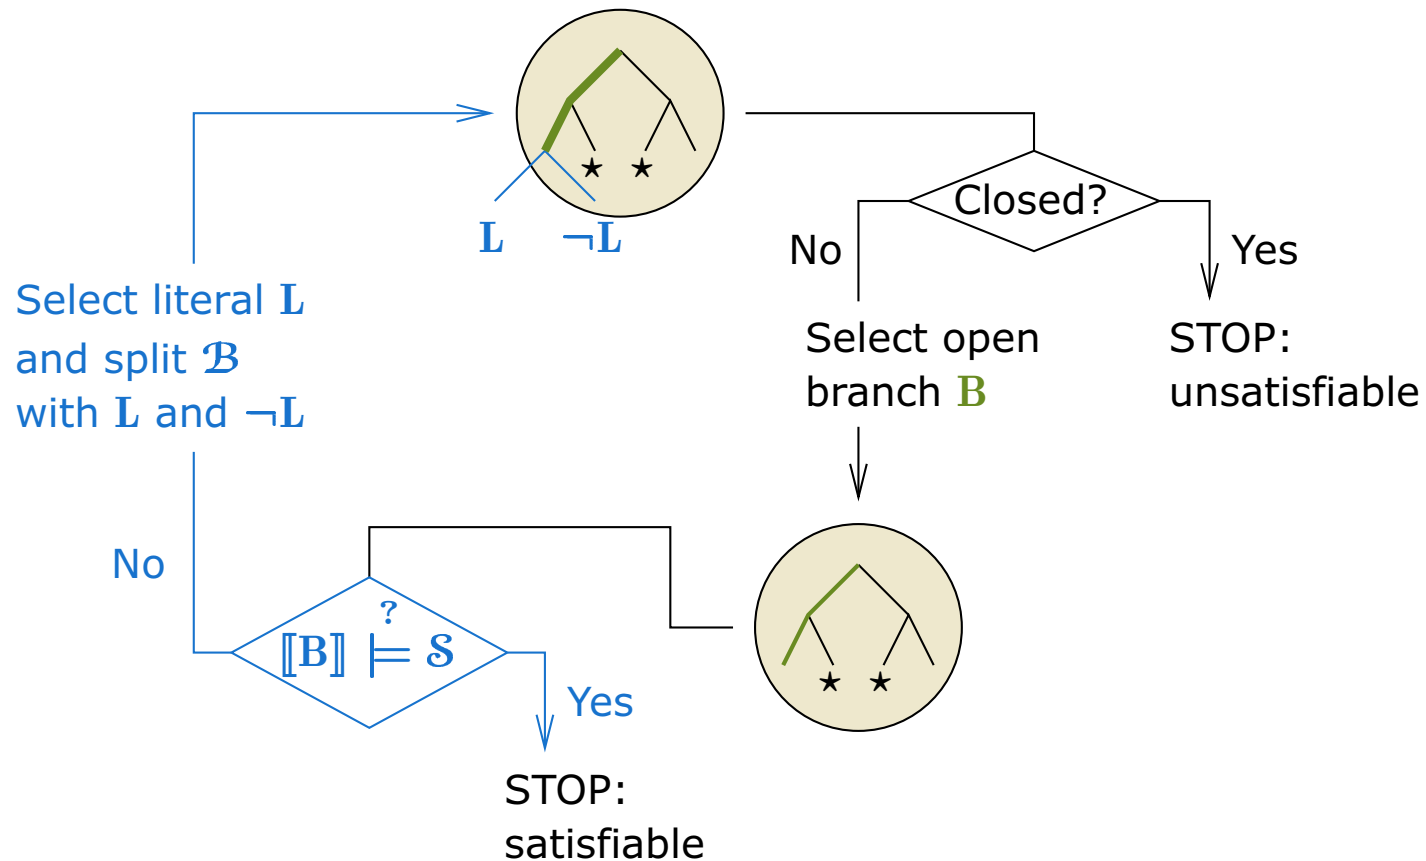 L ¬L
Closed?
No
Yes
Select literal L
and split ℬ
with L and ¬L
Select open
branch B
STOP:
unsatisfiable
No
?
⟦B⟧ ⊨ 𝒮
Yes
STOP:
satisfiable